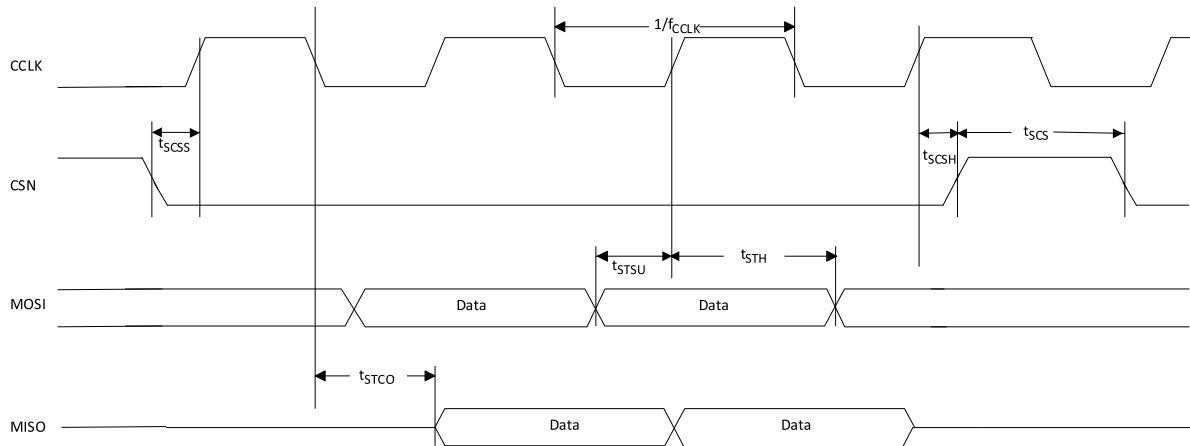 1/fCCLK
CCLK
tSCSS
tSCSH
tSCS
CSN
tSTSU
tSTH
MOSI
Data
Data
tSTCO
MISO
Data
Data